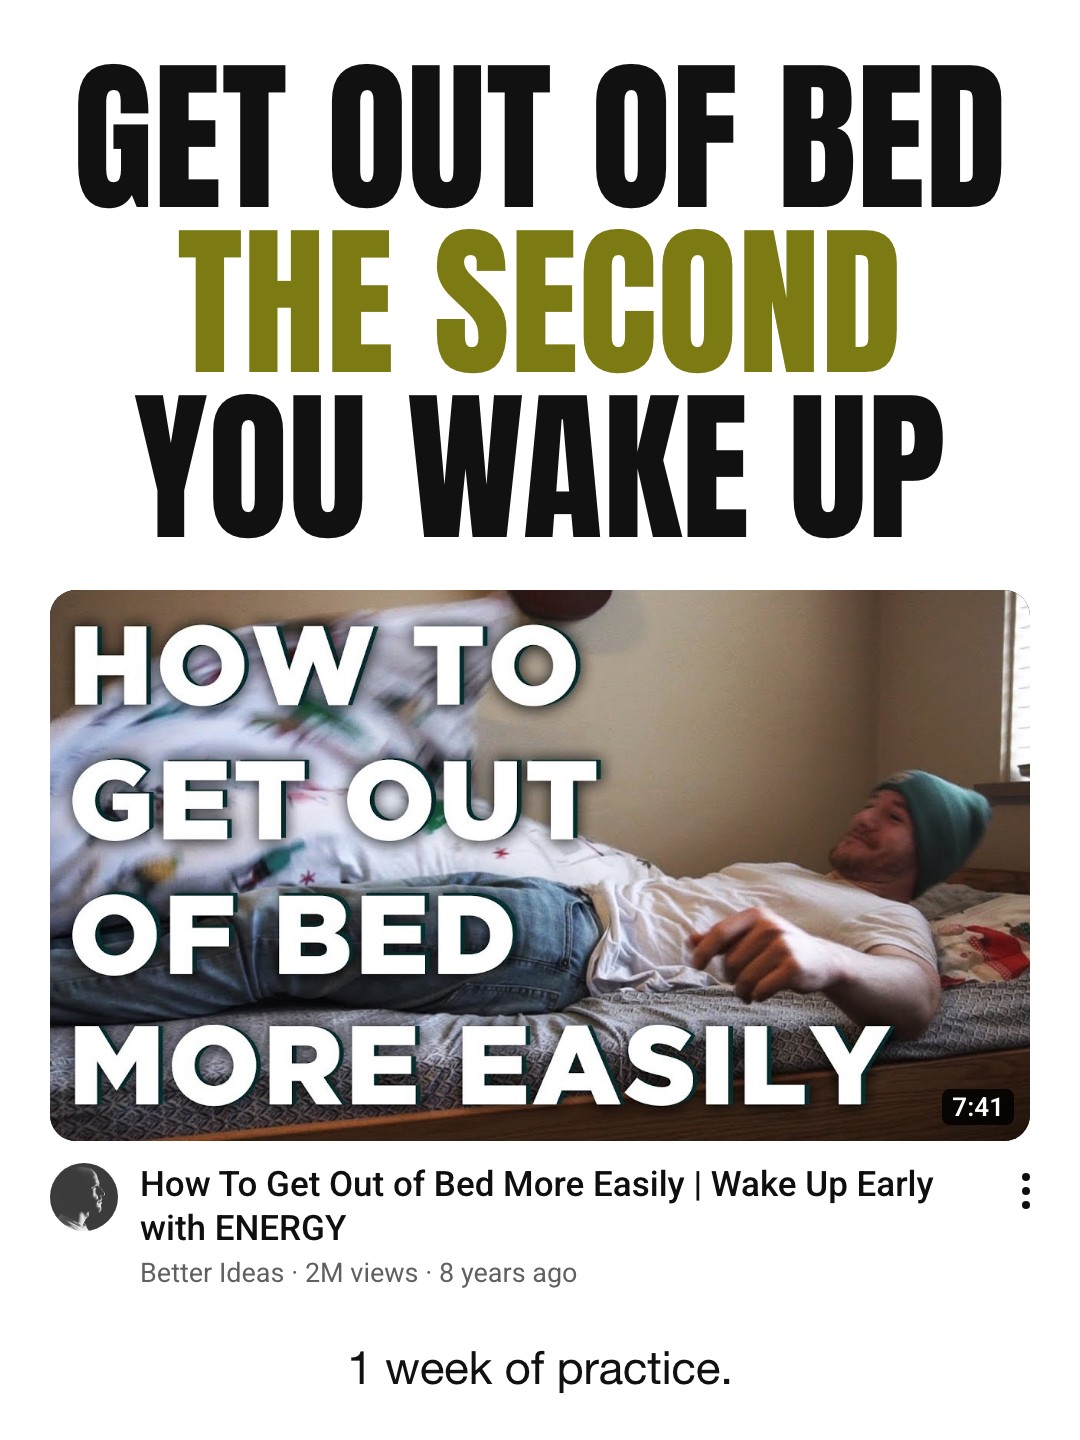 GET OUT OF BED
THE SECOND
YOU WAKE UP
HOW TO
GET OUT
OF BED
MORE EASILY
7:41
How To Get Out of Bed More Easily | Wake Up Early
with ENERGY
Better Ideas · 2M views · 8 years ago
1 week of practice.